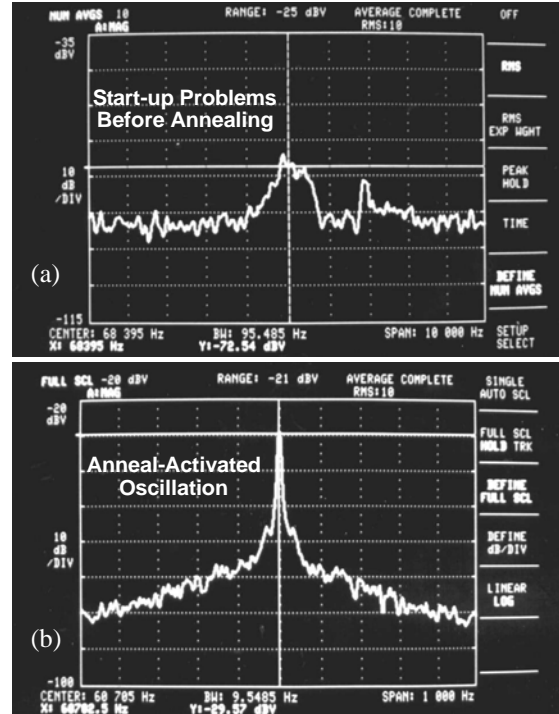 NUM AVGS 10 RANGE: -25 dBV AVERAGE COMPLETE OFF
A:MAG RMS:10
-35
dBV
RMS
Start-up Problems
Before Annealing
RMS
EXP WGHT
10
dB
/DIV
PEAK
HOLD
TIME
(a)
DEFINE
NUM AVGS
-115
CENTER: 68 395 Hz BW: 95.485 Hz SPAN: 10 000 Hz SETUP
X: 68395 Hz Y:-72.54 dBV SELECT
FULL SCL -20 dBV RANGE: -21 dBV AVERAGE COMPLETE SINGLE
A:MAG RMS:10 AUTO SCL
-20
dBV
FULL SCL
HOLD TRK
Anneal-Activated
Oscillation
DEFINE
FULL SCL
10
dB
/DIV
DEFINE
dB/DIV
LINEAR
LOG
(b)
-100
CENTER: 60 705 Hz BW: 9.5485 Hz SPAN: 1 000 Hz
Y:-29.57 dBV